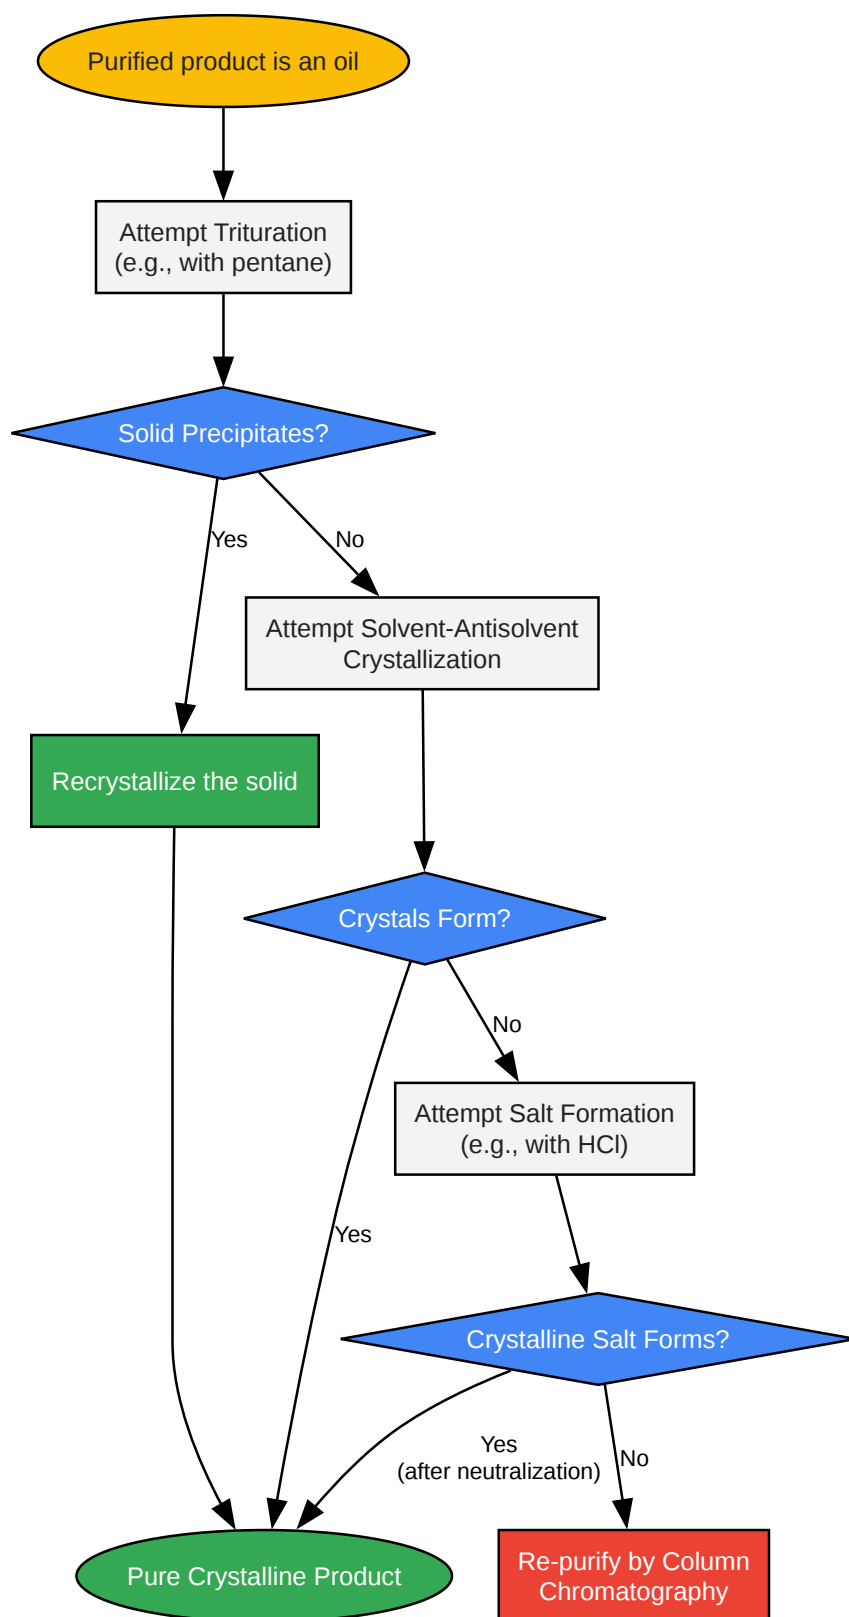 Purified product is an oil
Attempt Trituration
(e.g., with pentane)
Solid Precipitates?
Yes
No
Attempt Solvent-Antisolvent
Crystallization
Recrystallize the solid
Crystals Form?
No
Attempt Salt Formation
(e.g., with HCl)
Yes
Crystalline Salt Forms?
Yes
(after neutralization)
No
Pure Crystalline Product
Re-purify by Column
Chromatography